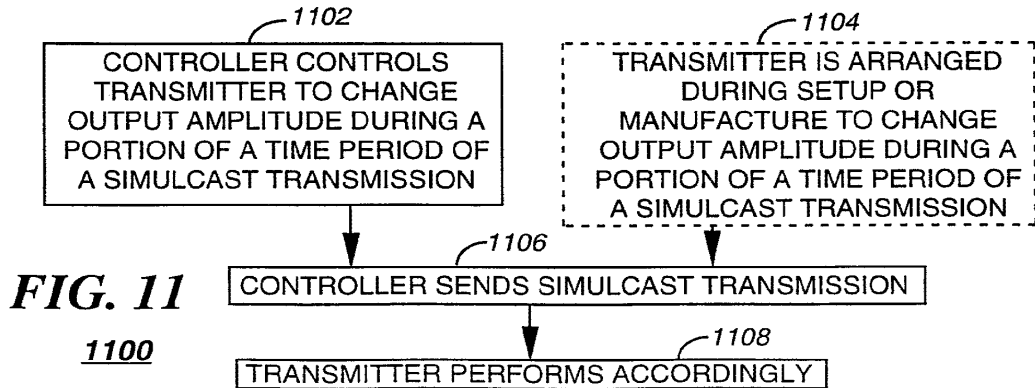 1102
CONTROLLER CONTROLS
TRANSMITTER TO CHANGE
OUTPUT AMPLITUDE DURING A
PORTION OF A TIME PERIOD OF
A SIMULCAST TRANSMISSION
1104
TRANSMITTER IS ARRANGED
DURING SETUP OR
MANUFACTURE TO CHANGE
OUTPUT AMPLITUDE DURING A
PORTION OF A TIME PERIOD OF
A SIMULCAST TRANSMISSION
1106
CONTROLLER SENDS SIMULCAST TRANSMISSION
FIG. 11
1100
1108
TRANSMITTER PERFORMS ACCORDINGLY